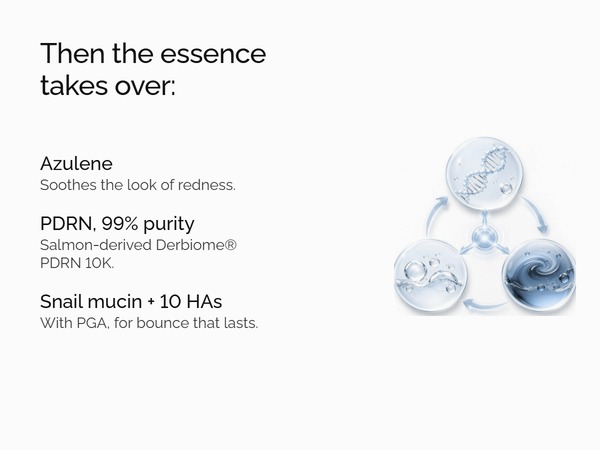 Then the essence
takes over:
Azulene
Soothes the look of redness.
PDRN, 99% purity
Salmon-derived Derbiome®
PDRN 10K.
Snail mucin + 10 HAs
With PGA, for bounce that lasts.